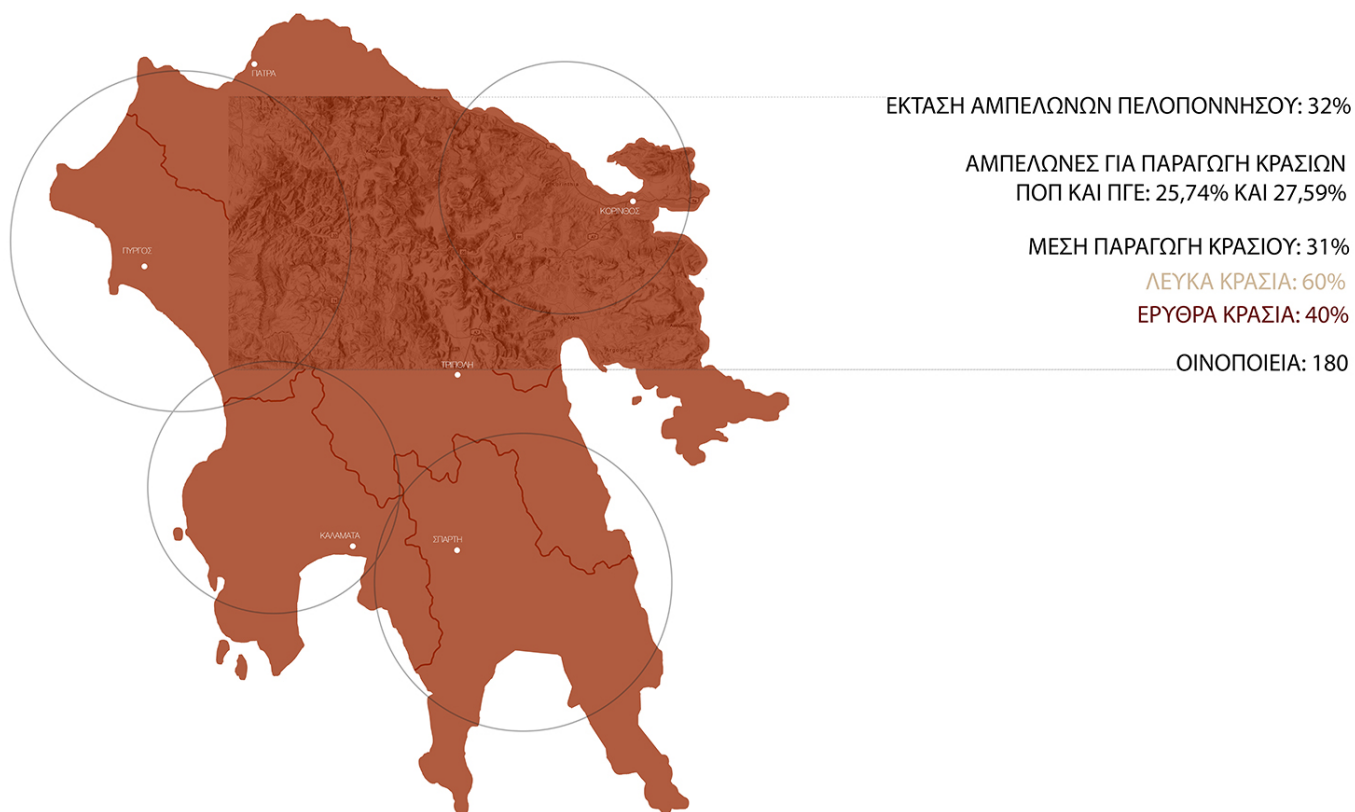 ΠΑΤΡΑ
ΕΚΤΑΣΗ ΑΜΠΕΛΩΝΩΝ ΠΕΛΟΠΟΝΝΗΣΟΥ: 32%
ΑΜΠΕΛΩΝΕΣ ΓΙΑ ΠΑΡΑΓΩΓΗ ΚΡΑΣΙΩΝ
ΠΟΠ ΚΑΙ ΠΓΕ: 25,74% ΚΑΙ 27,59%
ΚΟΡΙΝΘΟΣ
ΠΥΡΓΟΣ
ΜΕΣΗ ΠΑΡΑΓΩΓΗ ΚΡΑΣΙΟΥ: 31%
ΛΕΥΚΑ ΚΡΑΣΙΑ: 60%
ΕΡΥΘΡΑ ΚΡΑΣΙΑ: 40%
ΤΡΙΠΟΛΗ
ΟΙΝΟΠΟΙΕΙΑ: 180
ΚΑΛΑΜΑΤΑ
ΣΠΑΡΤΗ